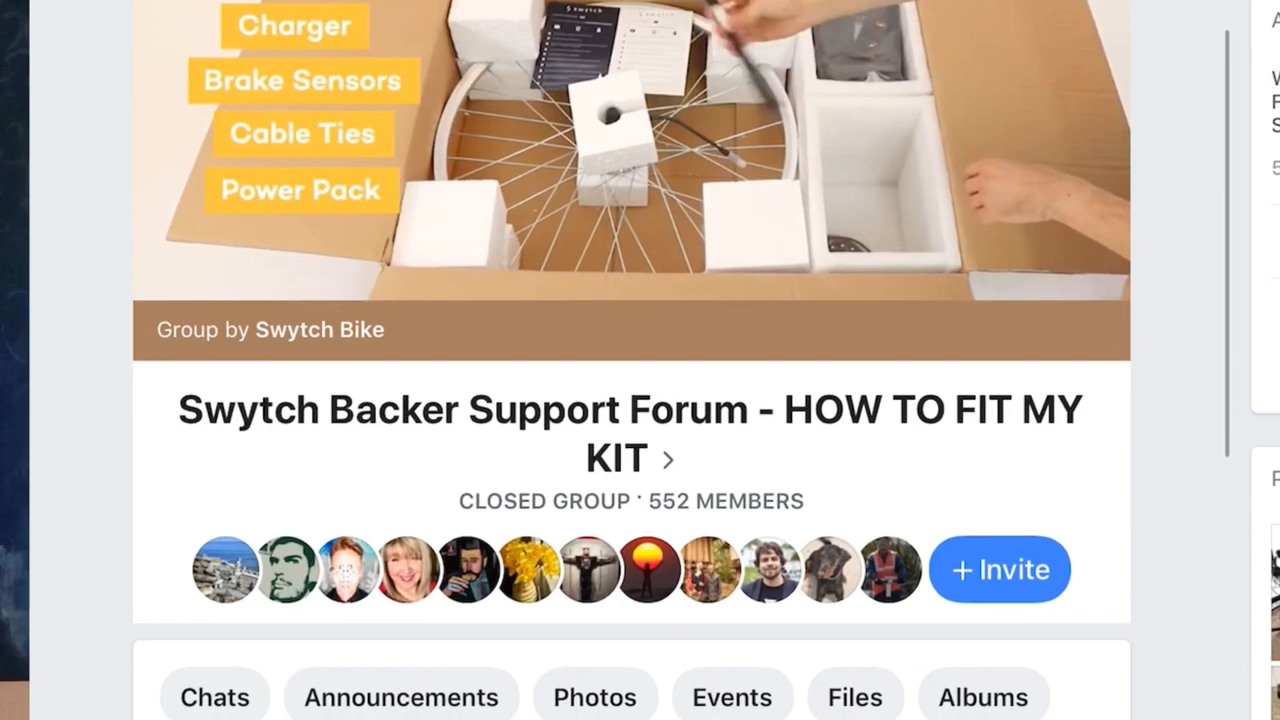 Charger
Brake Sensors
Cable Ties
Power Pack
swytch
Group by Swytch Bike
Swytch Backer Support Forum - HOW TO FIT MY
KIT >
CLOSED GROUP · 552 MEMBERS
+ Invite
Chats
Announcements
Photos
Events
Files
Albums